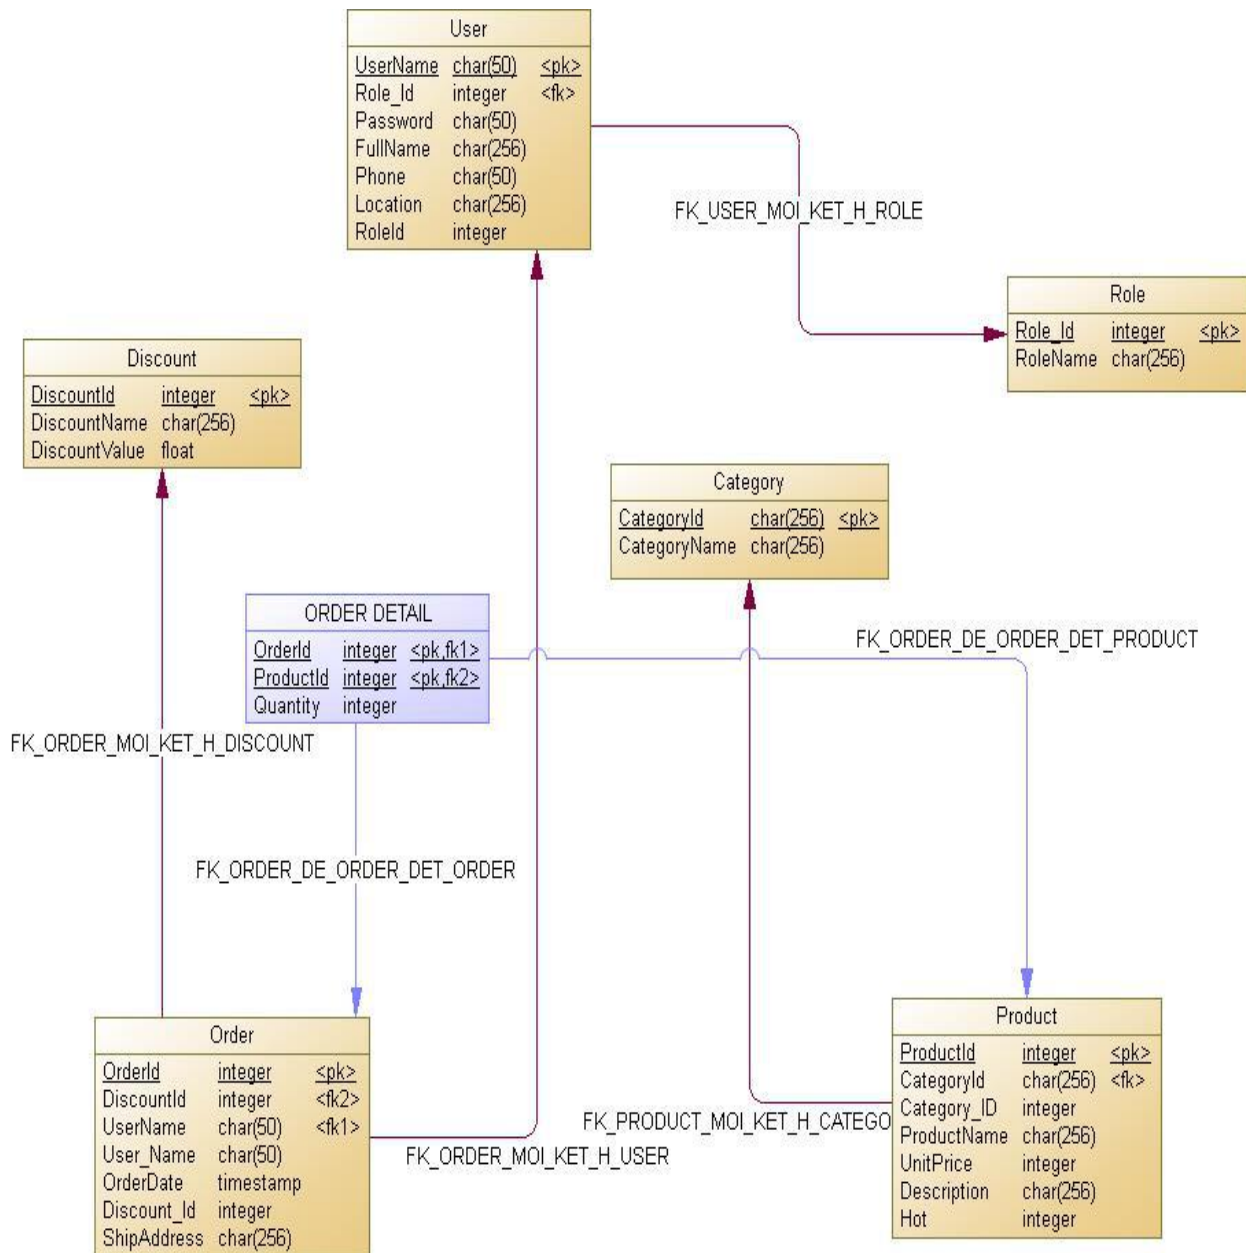 User
UserName char(50) <pk>
Role_Id integer <fk>
Password char(50)
FullName char(256)
Phone char(50)
Location char(256)
RoleId integer
FK_USER_MOI_KET_H_ROLE
Role
Role_Id integer <pk>
RoleName char(256)
Discount
DiscountId integer <pk>
DiscountName char(256)
DiscountValue float
Category
CategoryId char(256) <pk>
CategoryName char(256)
ORDER DETAIL
OrderId integer <pk,fk1>
ProductId integer <pk,fk2>
Quantity integer
FK_ORDER_DE_ORDER_DET_PRODUCT
FK_ORDER_MOI_KET_H_DISCOUNT
FK_ORDER_DE_ORDER_DET_ORDER
Order
OrderId integer <pk>
DiscountId integer <fk2>
UserName char(50) <fk1>
User_Name char(50)
OrderDate timestamp
Discount_Id integer
ShipAddress char(256)
FK_ORDER_MOI_KET_H_USER
FK_PRODUCT_MOI_KET_H_CATEGO
Product
ProductId integer <pk>
CategoryId char(256) <fk>
Category_ID integer
ProductName char(256)
UnitPrice integer
Description char(256)
Hot integer